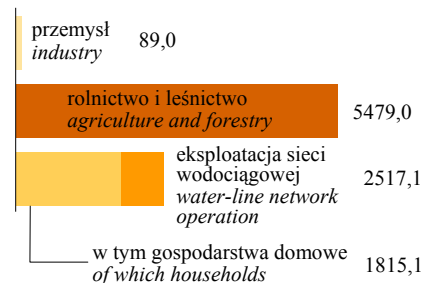 przemysł
industry
89,0
rolnictwo i leśnictwo
agriculture and forestry
5479,0
eksploatacja sieci
wodociągowej
water-line network
operation
2517,1
w tym gospodarstwa domowe
of which households
1815,1